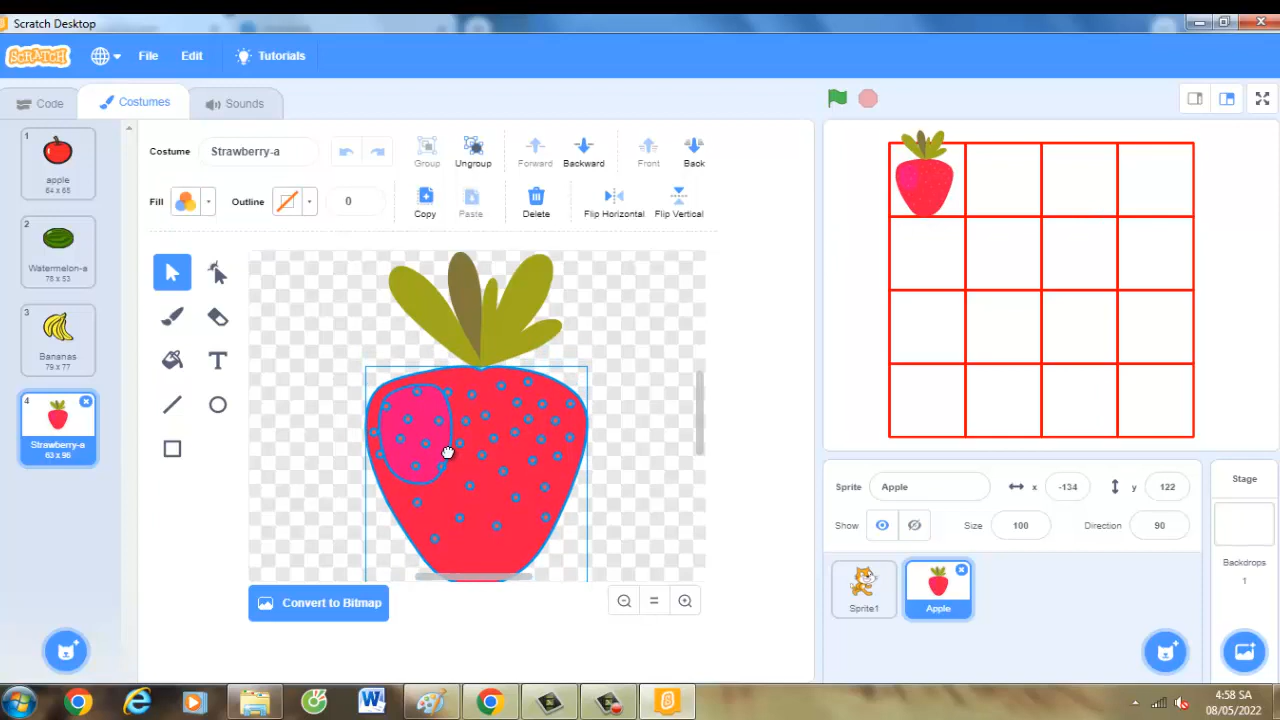 Scratch Desktop
SCRATCH
File
Edit
Tutorials
Code
Costumes
Sounds
1
apple
64 x 65
2
Watermelon-a
78 x 53
3
Bananas
79 x 77
4
Strawberry-a
63 x 96
Costume
Strawberry-a
Group
Ungroup
Forward
Backward
Front
Back
Fill
Outline
0
Copy
Paste
Delete
Flip Horizontal
Flip Vertical
Convert to Bitmap
Sprite
Apple
x
-134
y
122
Show
Size
100
Direction
90
Sprite1
Apple
Stage
Backdrops
1
4:58 SA
08/05/2022